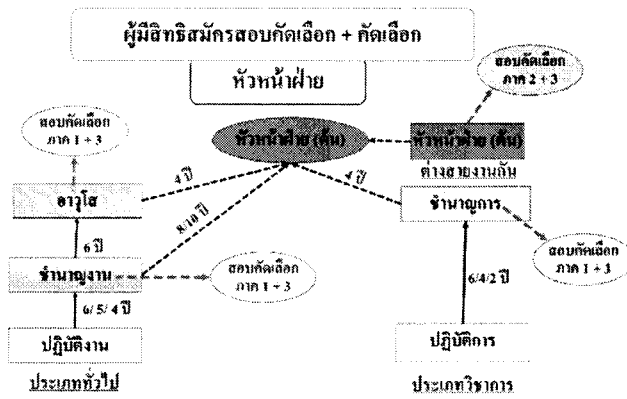 ผู้มีสิทธิสมัครสอบคัดเลือก + คัดเลือก
หัวหน้าฝ่าย
สอบคัดเลือก
ภาค 2 + 3
สอบคัดเลือก
ภาค 1 + 3
หัวหน้าฝ่าย (ต้น)
หัวหน้าฝ่าย (ต้น)
ต่างสายงานกัน
4 ปี
8/10 ปี
4 ปี
อาวุโส
ชำนาญการ
6 ปี
ชำนาญงาน
สอบคัดเลือก
ภาค 1 + 3
สอบคัดเลือก
ภาค 1 + 3
6/4/2 ปี
6/ 5/ 4 ปี
ปฏิบัติงาน
ปฏิบัติการ
ประเภททั่วไป
ประเภทวิชาการ